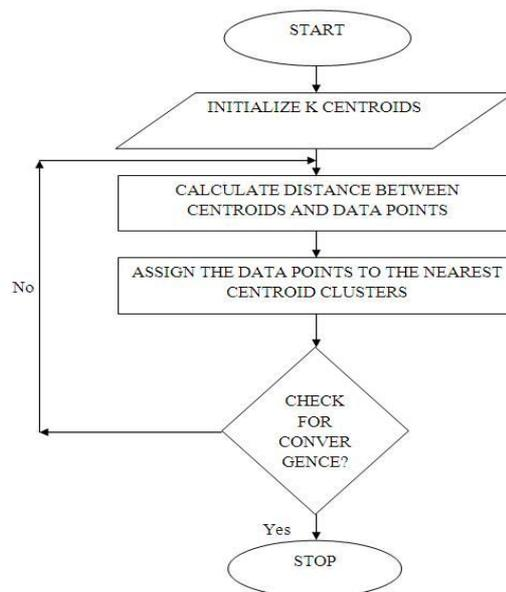 START
INITIALIZE K CENTROIDS
CALCULATE DISTANCE BETWEEN
CENTROIDS AND DATA POINTS
ASSIGN THE DATA POINTS TO THE NEAREST
CENTROID CLUSTERS
No
CHECK
FOR
CONVER
GENCE?
Yes
STOP